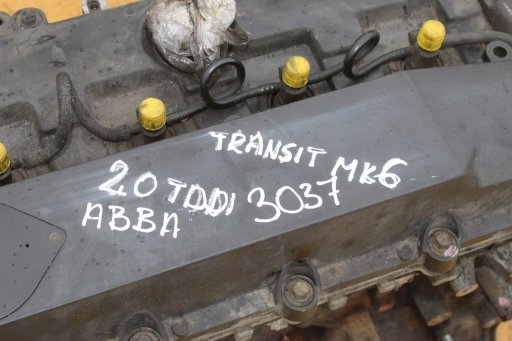 TRANSIT MK6
2.0 TDDI 3037
ABBA